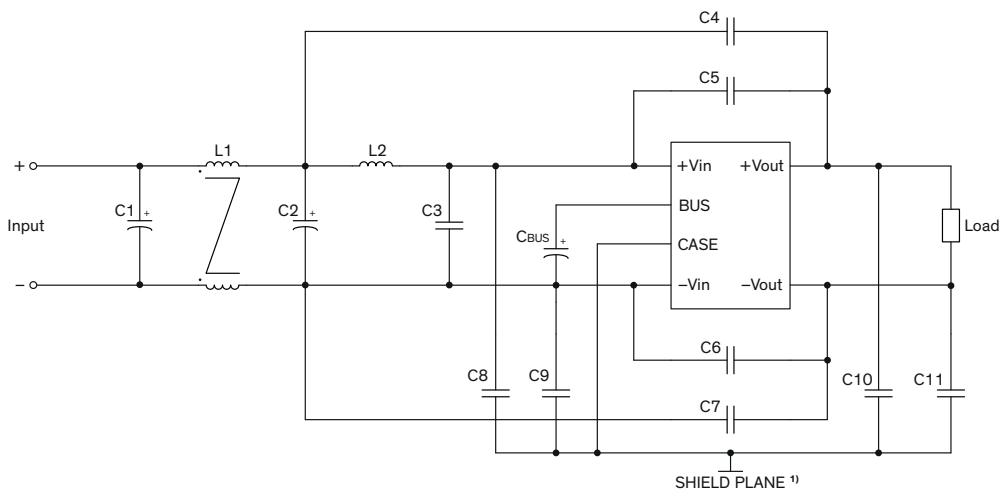 C4
C5
L1
L2
+
+Vin
+Vout
C1
+
C2
+
C3
BUS
Input
CBUS
+
CASE
Load
−
−Vin
−Vout
C6
C8
C9
C10
C11
C7
SHIELD PLANE 1)